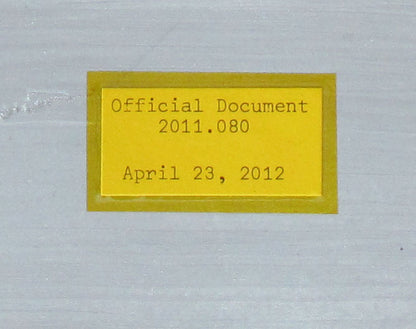 Official Document
2011.080
April 23, 2012